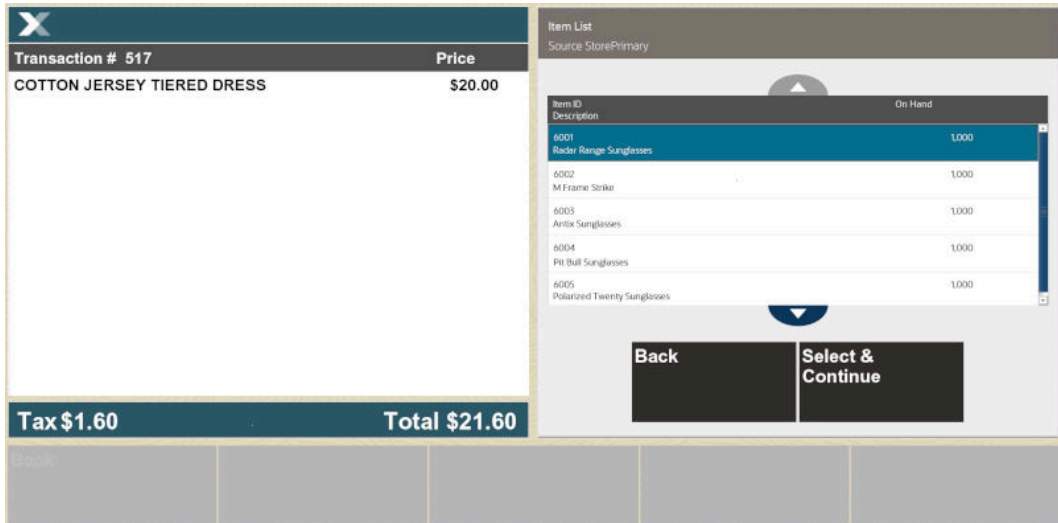 Transaction # 517 Price
COTTON JERSEY TIERED DRESS $20.00
Tax $1.60 Total $21.60
Item List
Source StorePrimary
Item ID On Hand
Description
6001 1,000
Radar Range Sunglasses
6002 1,000
M Frame Strike
6003 1,000
Antix Sunglasses
6004 1,000
Pit Bull Sunglasses
6005 1,000
Polarized Twenty Sunglasses
Back
Select &
Continue
Back